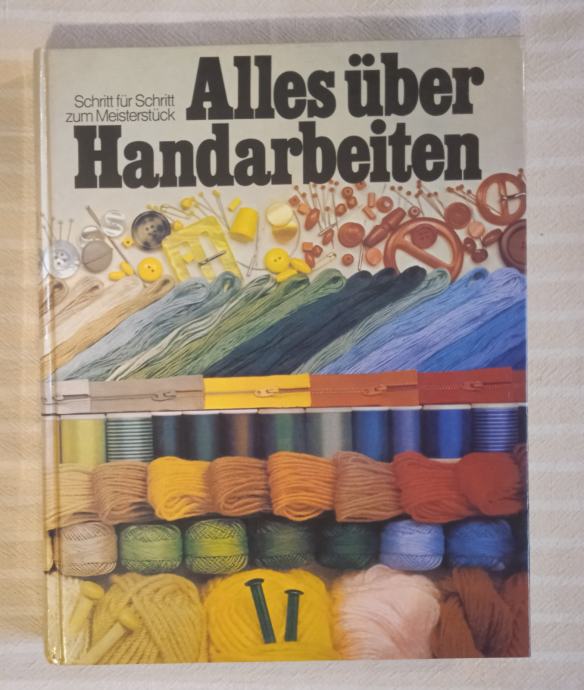 Alles über
Schritt für Schritt
zum Meisterstück
Handarbeiten